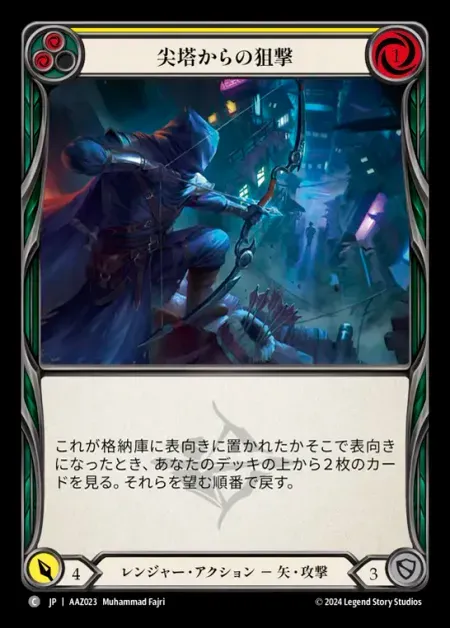 尖塔からの狙撃
1
これが格納庫に表向きに置かれたかそこで表向き
になったとき、あなたのデッキの上から２枚のカー
ドを見る。それらを望む順番で戻す。
4
レンジャー・アクション － 矢・攻撃
3
C JP | AAZ023 Muhammad Fajri
© 2024 Legend Story Studios